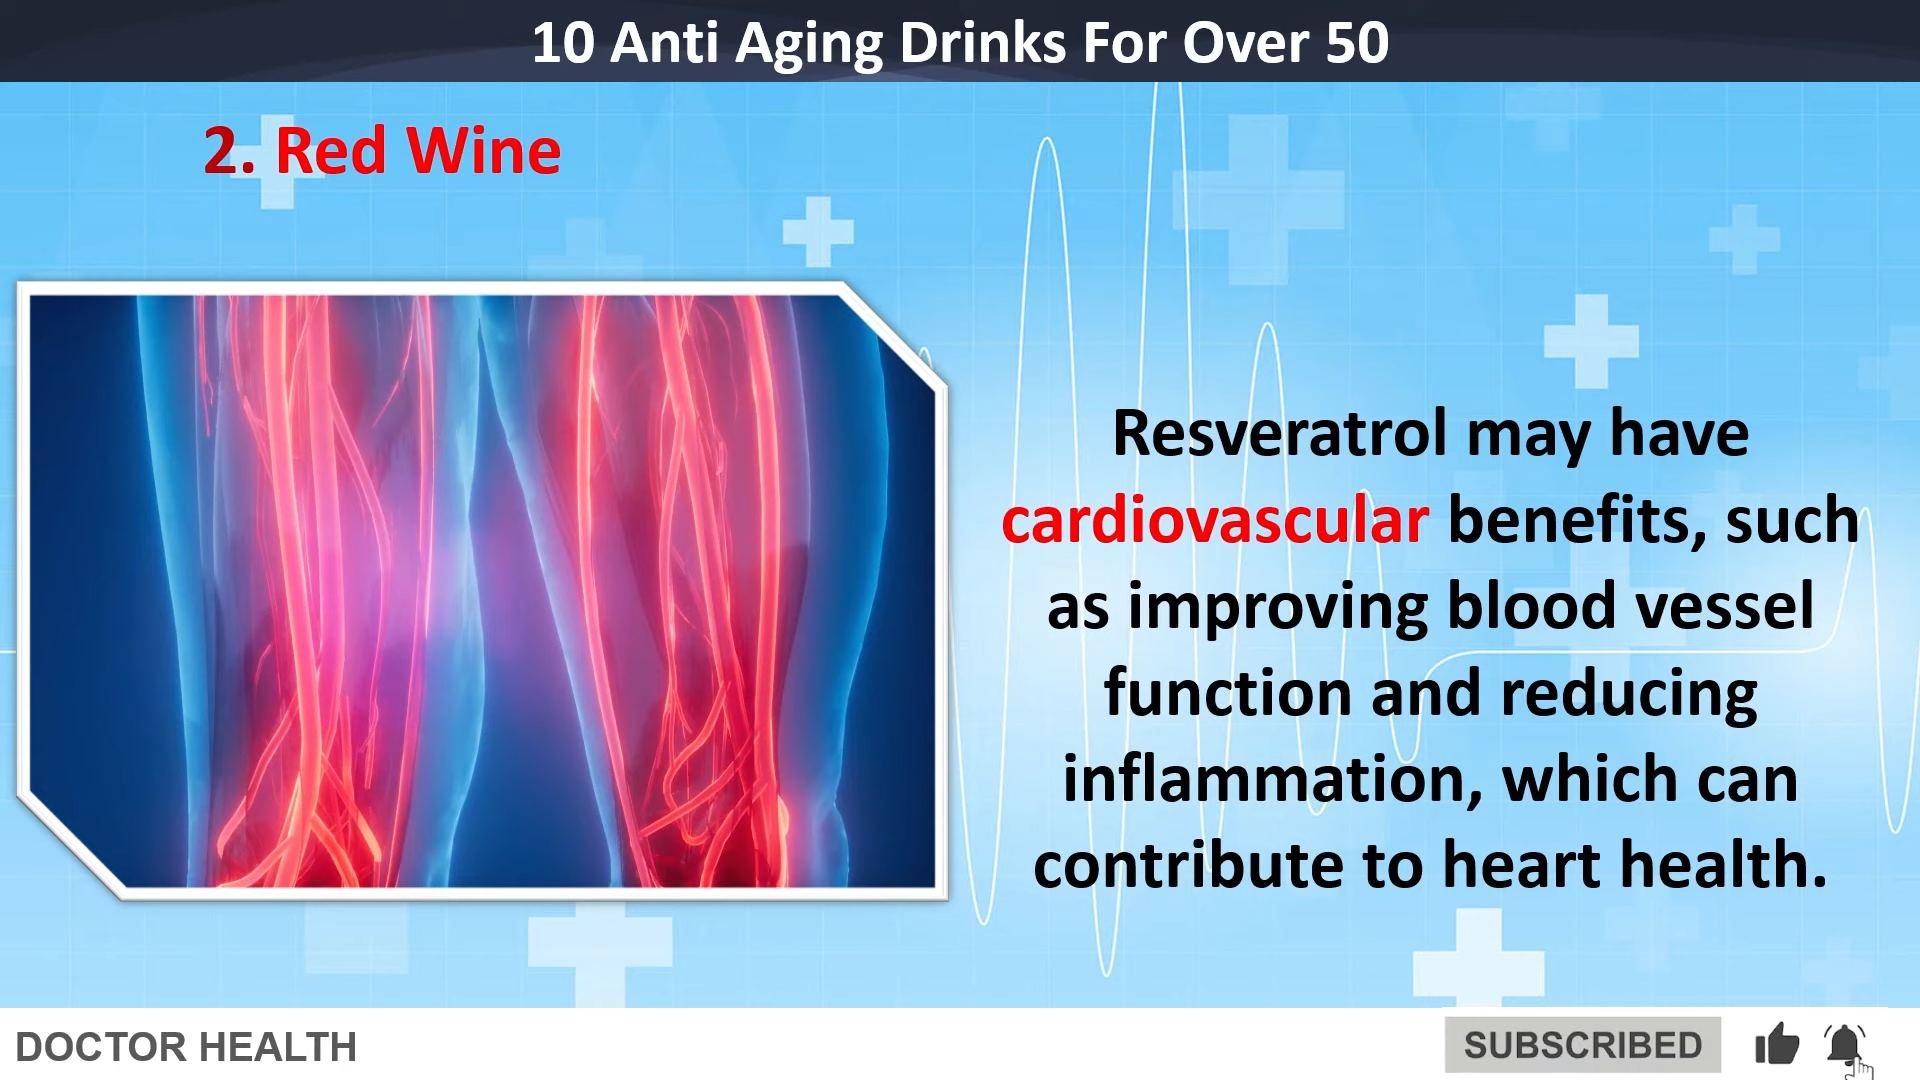 10 Anti Aging Drinks For Over 50
2. Red Wine
Resveratrol may have
cardiovascular benefits, such
as improving blood vessel
function and reducing
inflammation, which can
contribute to heart health.
DOCTOR HEALTH
SUBSCRIBED